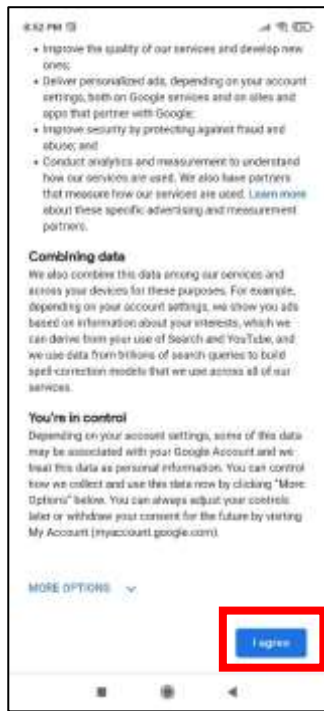 8:52 PM
• Improve the quality of our services and develop new
ones;
• Deliver personalized ads, depending on your account
settings, both on Google services and on sites and
apps that partner with Google;
• Improve security by protecting against fraud and
abuse; and
• Conduct analytics and measurement to understand
how our services are used. We also have partners
that measure how our services are used. Learn more
about these specific advertising and measurement
partners.
Combining data
We also combine this data among our services and
across your devices for these purposes. For example,
depending on your account settings, we show you ads
based on information about your interests, which we
can derive from your use of Search and YouTube, and
we use data from trillions of search queries to build
spell-correction models that we use across all of our
services.
You're in control
Depending on your account settings, some of this data
may be associated with your Google Account and we
treat this data as personal information. You can control
how we collect and use this data now by clicking "More
Options" below. You can always adjust your controls
later or withdraw your consent for the future by visiting
My Account (myaccount.google.com).
MORE OPTIONS
I agree